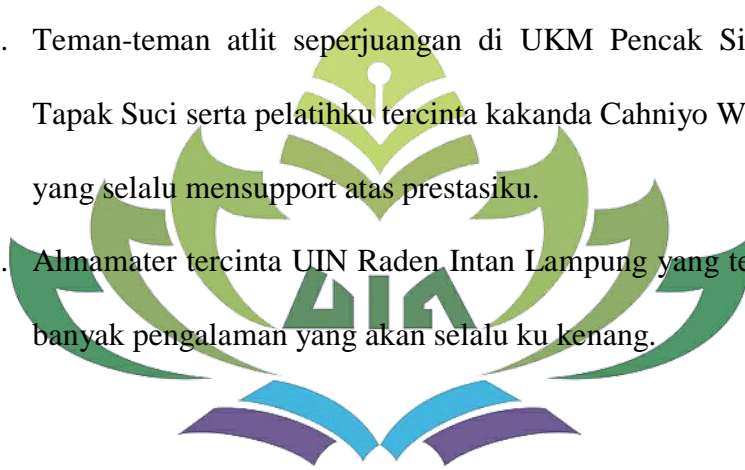 . Teman-teman atlit seperjuangan di UKM Pencak Si
Tapak Suci serta pelatihku tercinta kakanda Cahniyo W
yang selalu mensupport atas prestasiku.
. Almamater tercinta UIN Raden Intan Lampung yang te
banyak pengalaman yang akan selalu ku kenang.
UIN